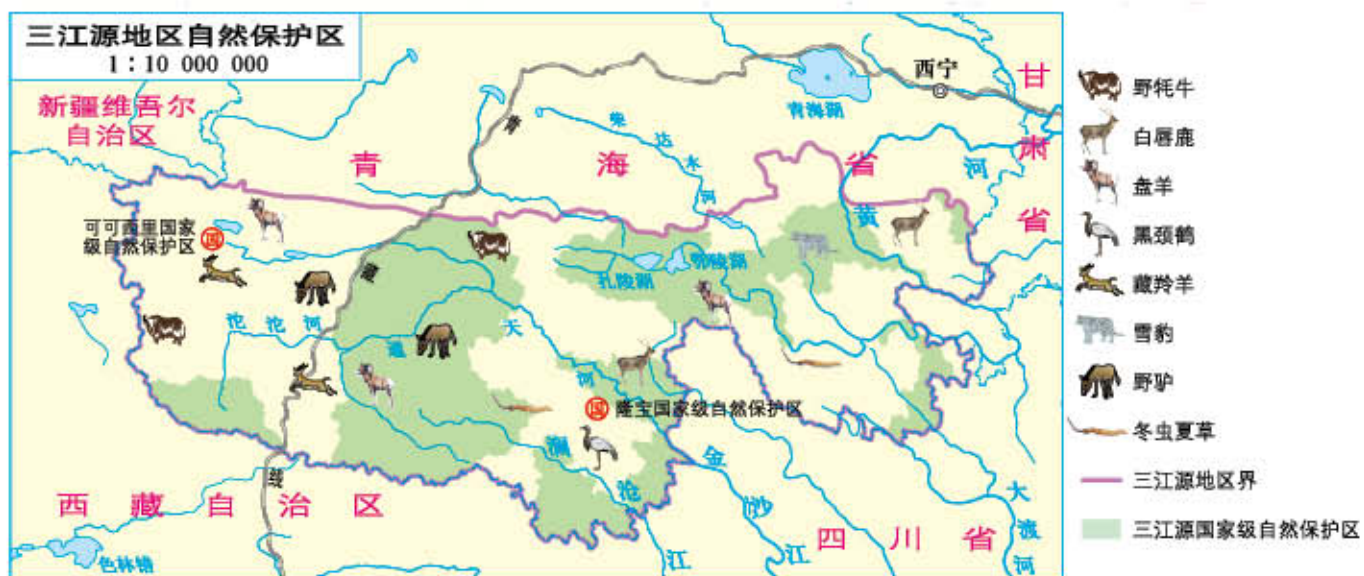 三江源地区自然保护区
1：10 000 000
新疆维吾尔
自治区
青海省
甘肃省
西宁
青海湖
柴达木河
黄河
青藏线
可可西里国家
级自然保护区
国
鄂陵湖
扎陵湖
沱沱河
通天河
国
隆宝国家级自然保护区
澜沧江
金沙江
大渡河
西藏自治区
四川省
色林错
野牦牛
白唇鹿
盘羊
黑颈鹤
藏羚羊
雪豹
野驴
冬虫夏草
三江源地区界
三江源国家级自然保护区